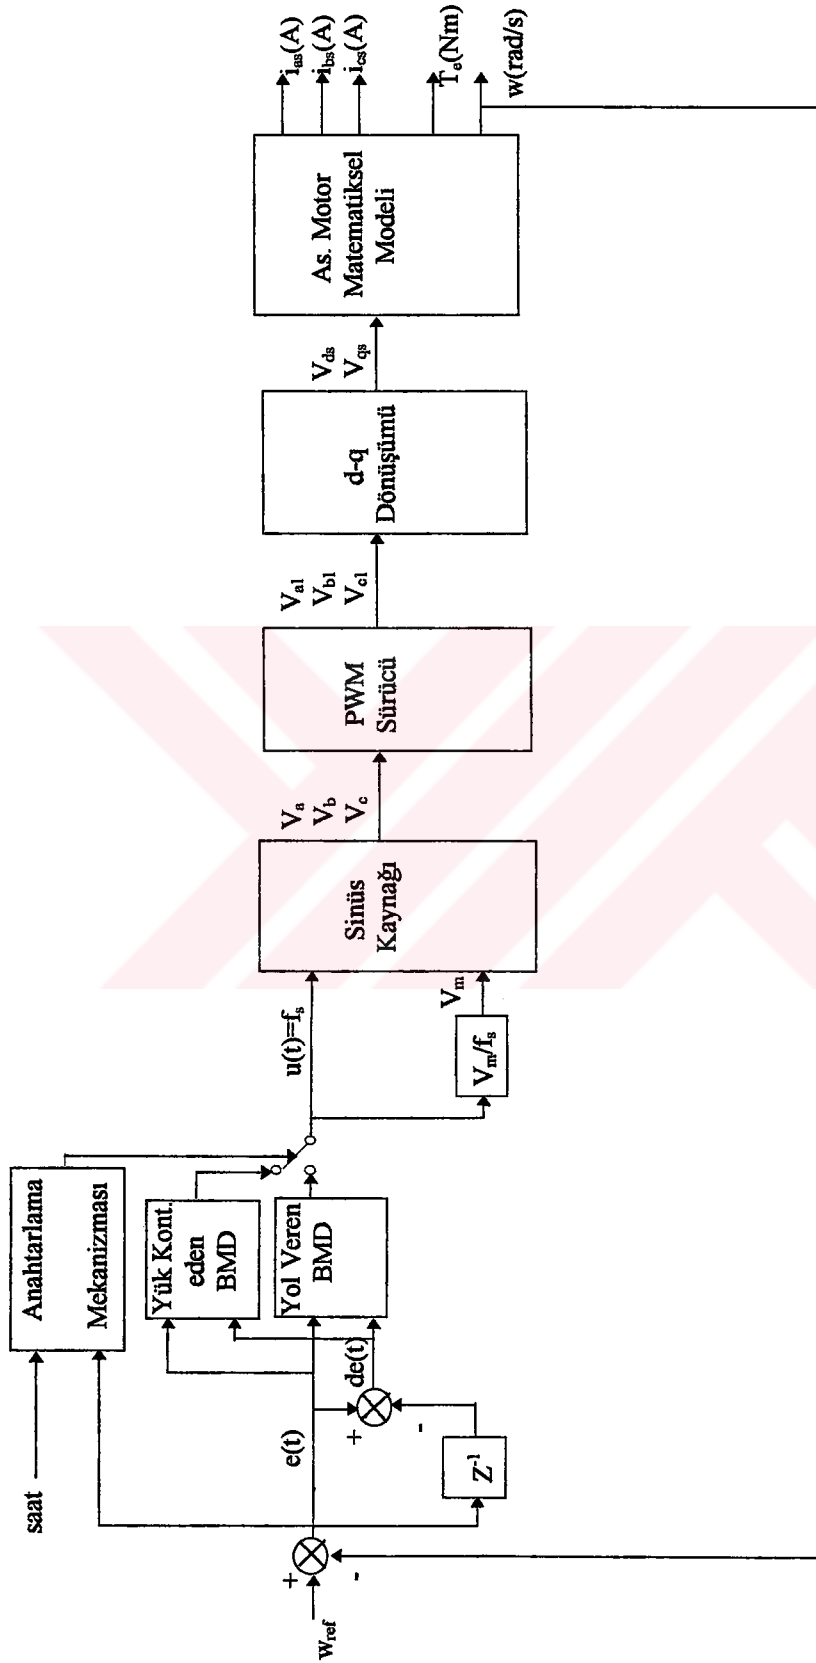 saat
Anahtarlama
Mekanizması
Yük Kont.
eden
BMD
Yol Veren
BMD
w_ref
+
-
e(t)
+
-
de(t)
Z⁻¹
u(t)=f_s
V_m/f_s
V_m
Sinüs
Kaynağı
V_a
V_b
V_c
PWM
Sürücü
V_a1
V_b1
V_c1
d-q
Dönüşümü
V_ds
V_qs
As. Motor
Matematiksel
Modeli
i_as(A)
i_bs(A)
i_cs(A)
T_e(Nm)
w(rad/s)